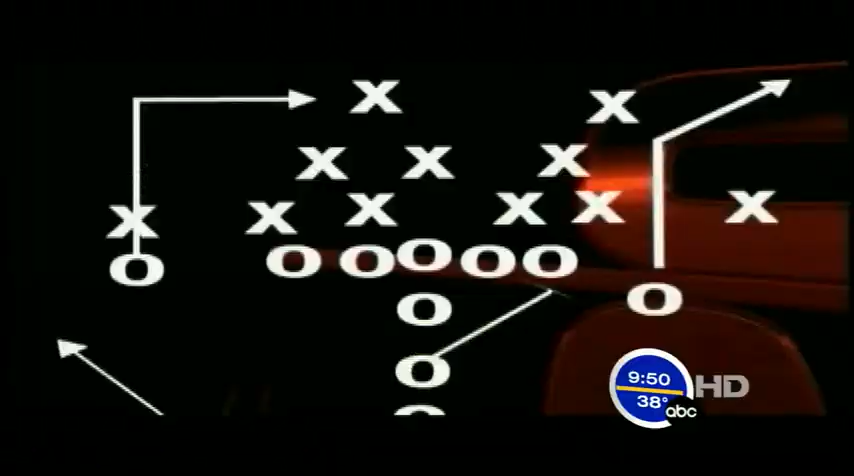 X X
X X X
X X X X X X
O O O O O O
O O
O
O
9:50
38°
abc HD